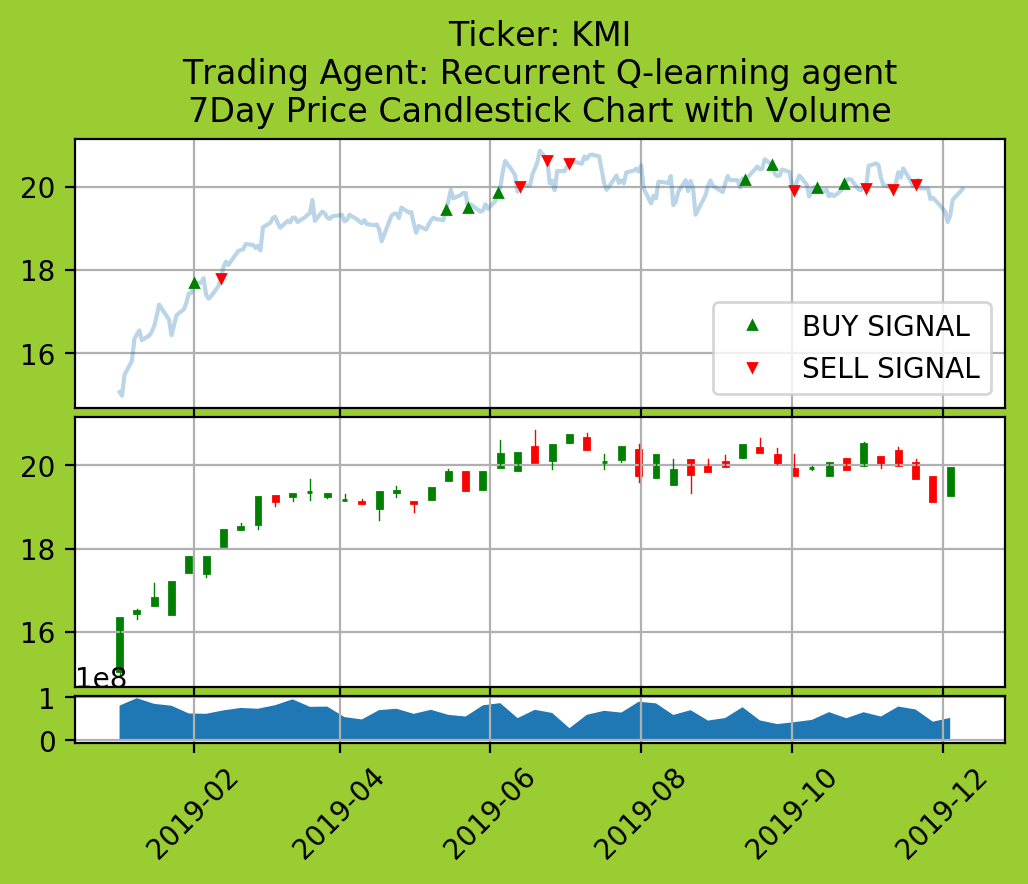 Ticker: KMI
Trading Agent: Recurrent Q-learning agent
7Day Price Candlestick Chart with Volume
20
18
16
BUY SIGNAL
SELL SIGNAL
20
18
16
1e8
1
0
2019-02
2019-04
2019-06
2019-08
2019-10
2019-12